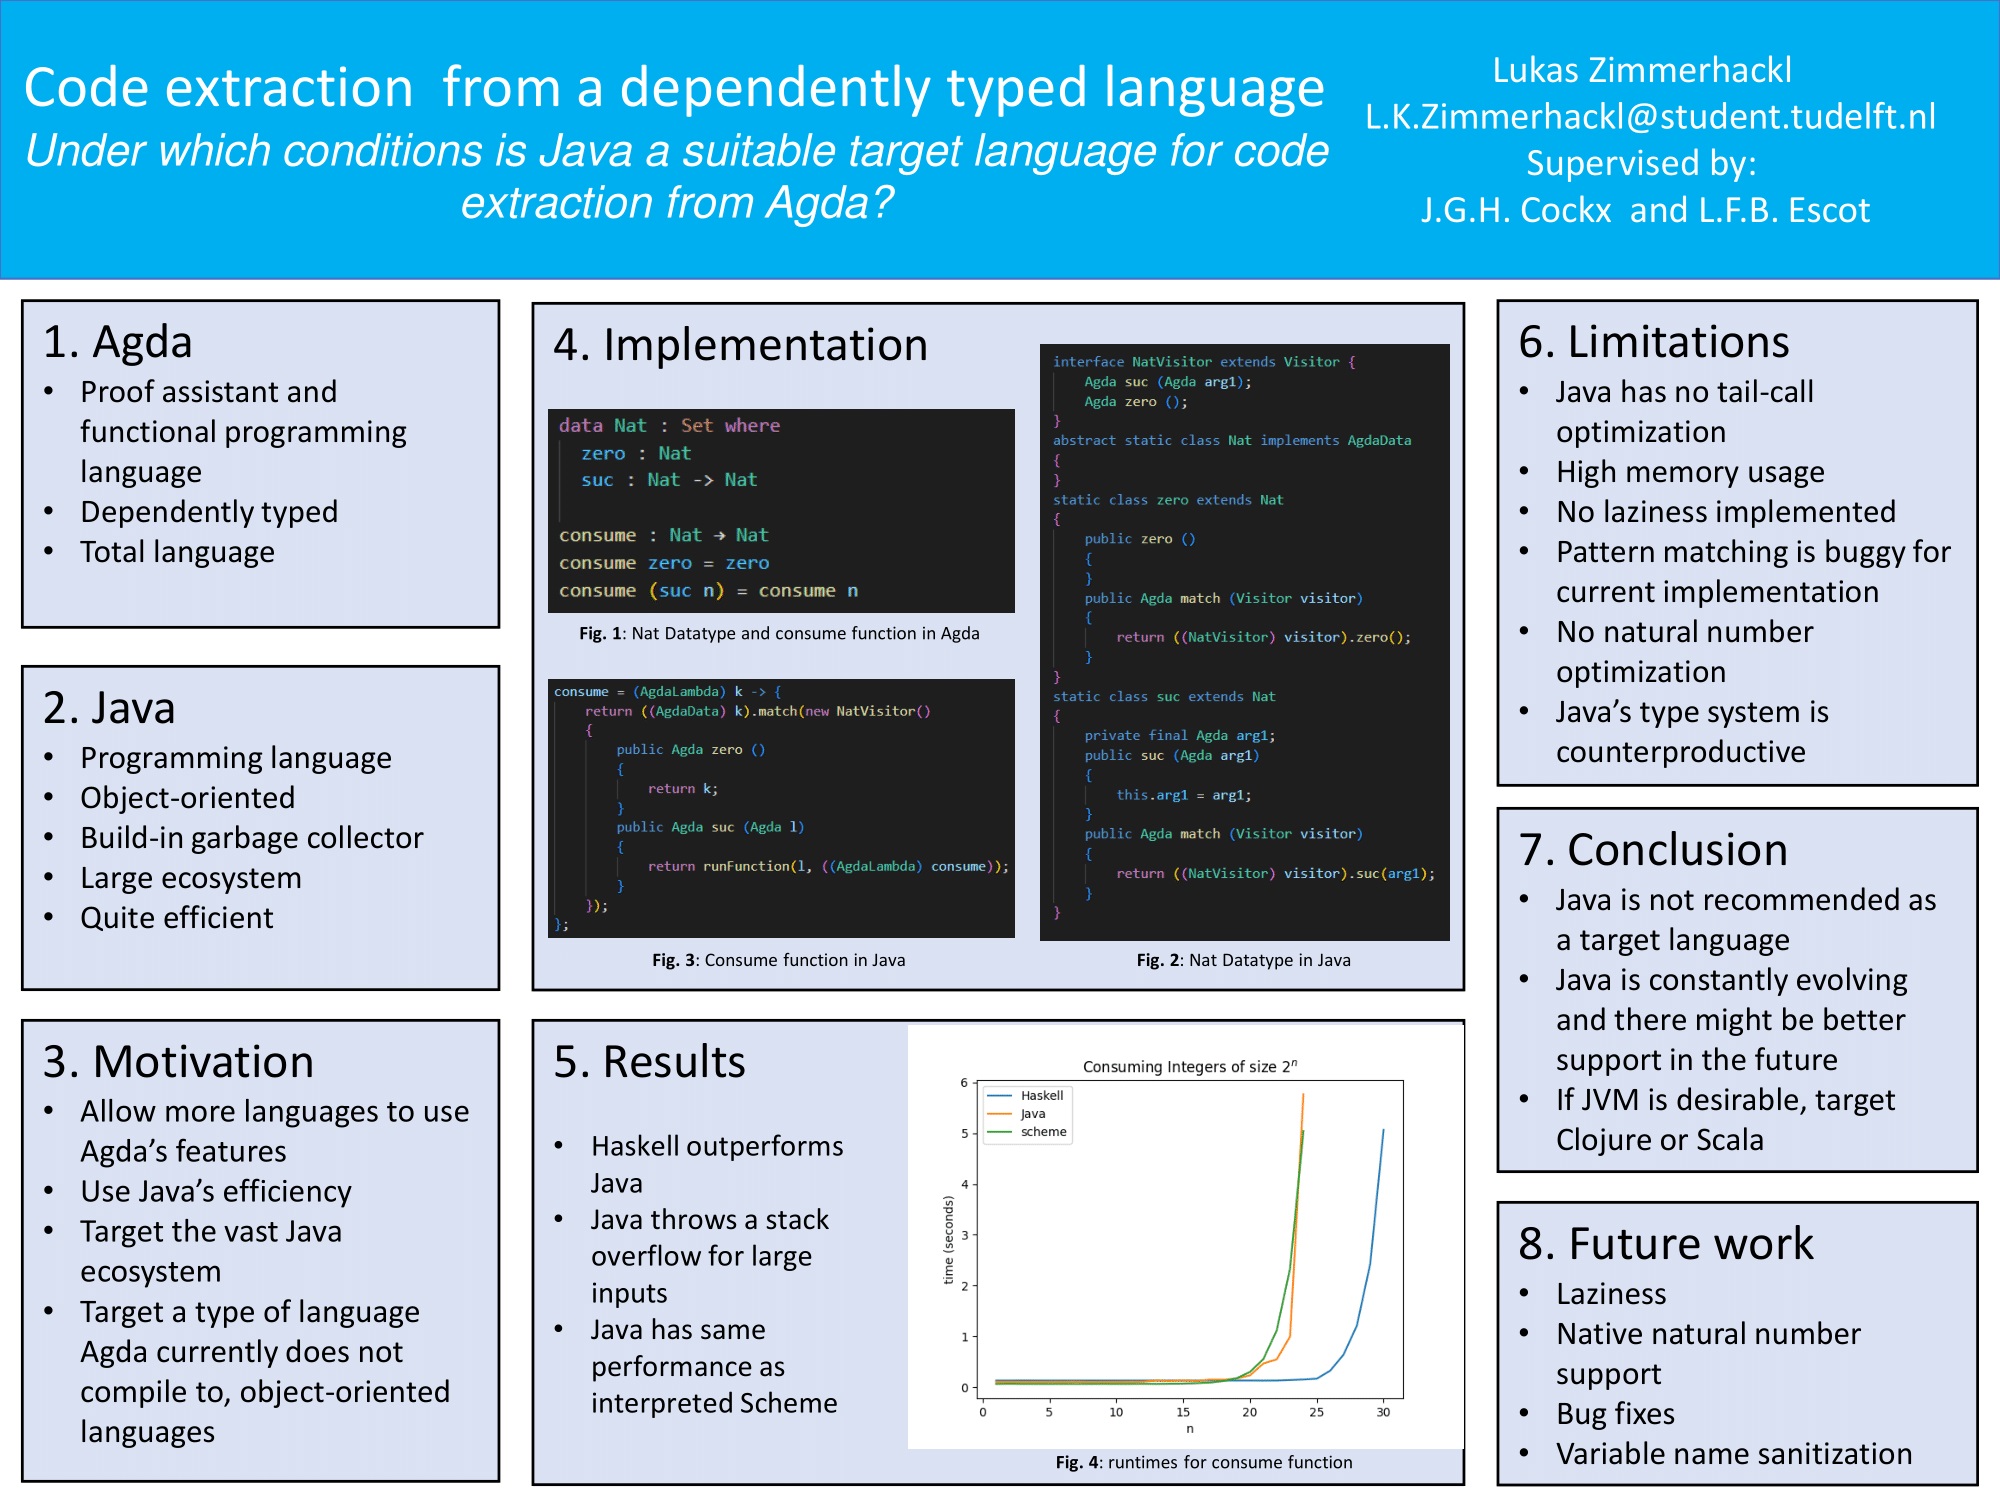 Code extraction  from a dependently typed language
Under which conditions is Java a suitable target language for code
extraction from Agda?
Lukas Zimmerhackl
L.K.Zimmerhackl@student.tudelft.nl
Supervised by:
J.G.H. Cockx  and L.F.B. Escot
1. Agda
• Proof assistant and
functional programming
language
• Dependently typed
• Total language
2. Java
• Programming language
• Object-oriented
• Build-in garbage collector
• Large ecosystem
• Quite efficient
3. Motivation
• Allow more languages to use
Agda’s features
• Use Java’s efficiency
• Target the vast Java
ecosystem
• Target a type of language
Agda currently does not
compile to, object-oriented
languages
4. Implementation
data Nat : Set where
zero : Nat
suc : Nat -> Nat
consume : Nat → Nat
consume zero = zero
consume (suc n) = consume n
Fig. 1: Nat Datatype and consume function in Agda
consume = (AgdaLambda) k -> {
return ((AgdaData) k).match(new NatVisitor()
{
public Agda zero ()
{
return k;
}
public Agda suc (Agda l)
{
return runFunction(l, ((AgdaLambda) consume));
}
});
};
Fig. 3: Consume function in Java
interface NatVisitor extends Visitor {
Agda suc (Agda arg1);
Agda zero ();
}
abstract static class Nat implements AgdaData
{
}
static class zero extends Nat
{
public zero ()
{
}
public Agda match (Visitor visitor)
{
return ((NatVisitor) visitor).zero();
}
}
static class suc extends Nat
{
private final Agda arg1;
public suc (Agda arg1)
{
this.arg1 = arg1;
}
public Agda match (Visitor visitor)
{
return ((NatVisitor) visitor).suc(arg1);
}
}
Fig. 2: Nat Datatype in Java
5. Results
• Haskell outperforms
Java
• Java throws a stack
overflow for large
inputs
• Java has same
performance as
interpreted Scheme
Consuming Integers of size 2ⁿ
Haskell
Java
scheme
time (seconds)
6
5
4
3
2
1
0
0 5 10 15 20 25 30
n
Fig. 4: runtimes for consume function
6. Limitations
• Java has no tail-call
optimization
• High memory usage
• No laziness implemented
• Pattern matching is buggy for
current implementation
• No natural number
optimization
• Java’s type system is
counterproductive
7. Conclusion
• Java is not recommended as
a target language
• Java is constantly evolving
and there might be better
support in the future
• If JVM is desirable, target
Clojure or Scala
8. Future work
• Laziness
• Native natural number
support
• Bug fixes
• Variable name sanitization